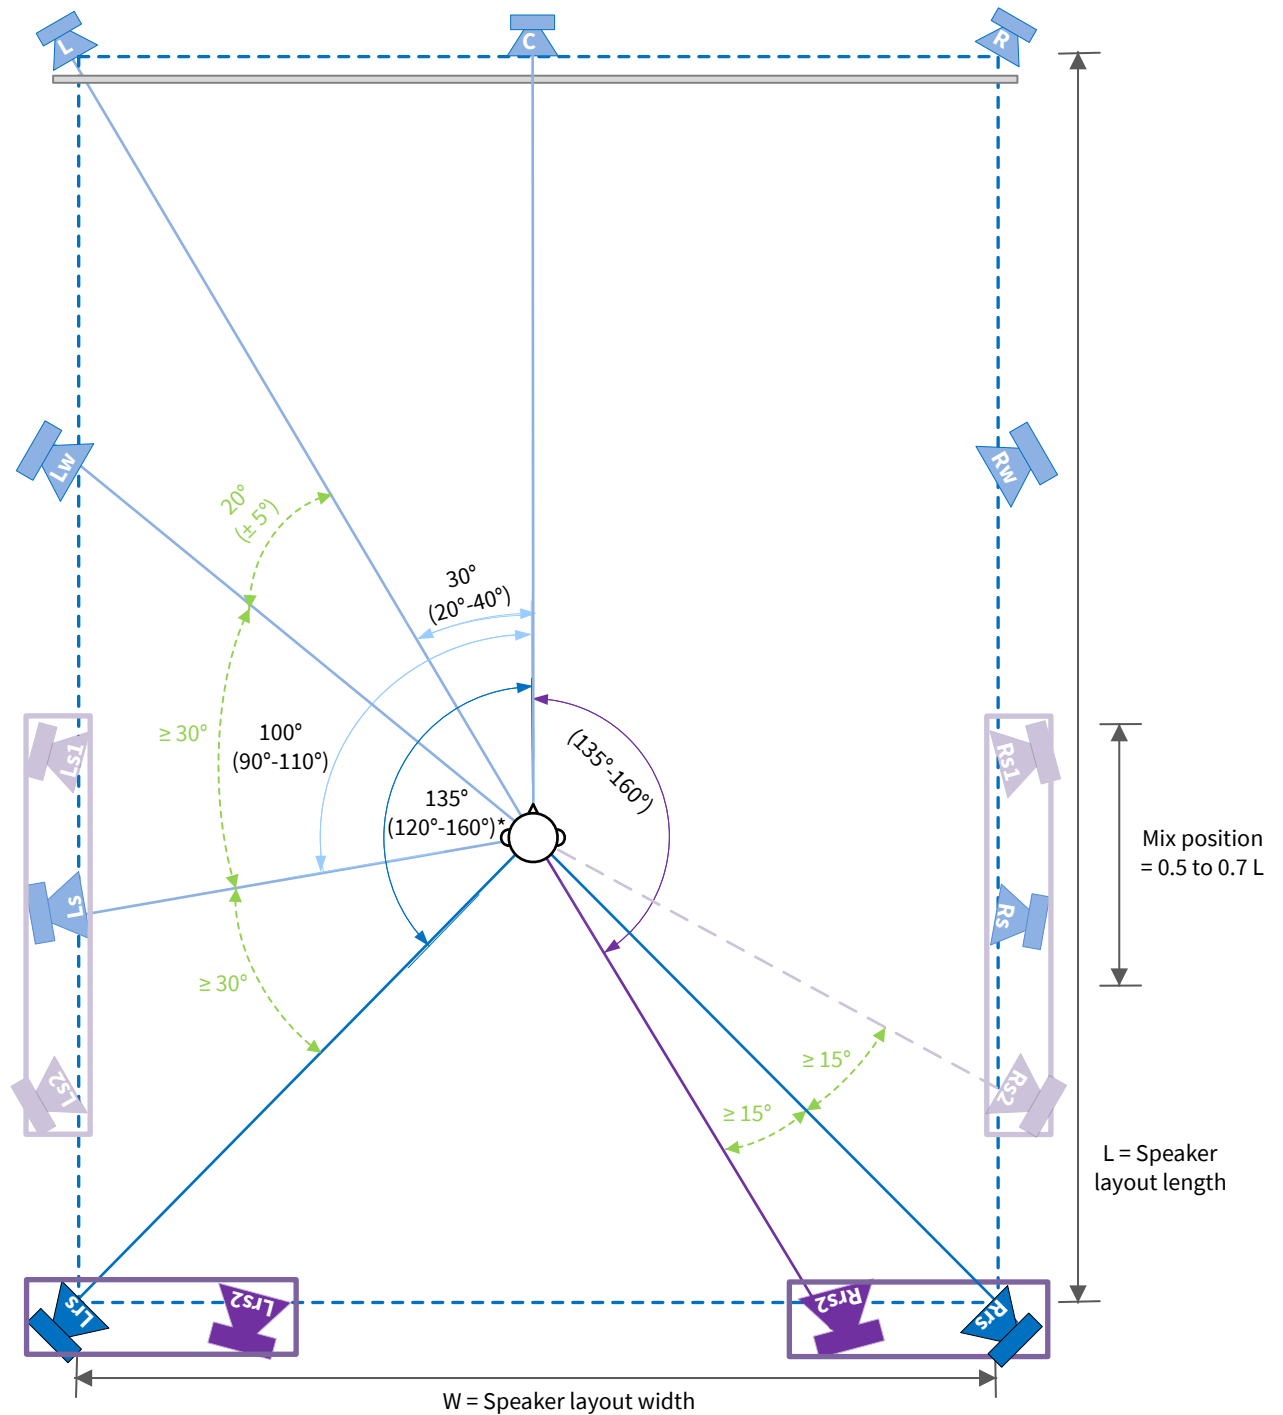 L
C
R
Lw
Rw
20°
(± 5°)
30°
(20°-40°)
≥ 30°
100°
(90°-110°)
135°
(120°-160°)*
(135°-160°)
Ls1
Rs1
Mix position
= 0.5 to 0.7 L
Ls
Rs
≥ 30°
≥ 15°
≥ 15°
Ls2
Rs2
L = Speaker
layout length
Lrs
Lrs2
Rrs2
Rrs
W = Speaker layout width